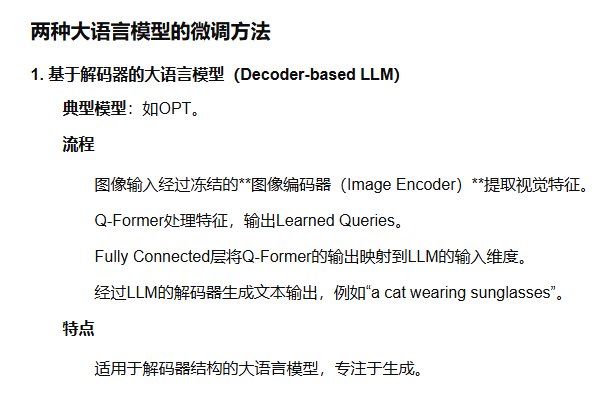 两种大语言模型的微调方法
1. 基于解码器的大语言模型（Decoder-based LLM）
典型模型：如OPT。
流程
图像输入经过冻结的**图像编码器（Image Encoder）**提取视觉特征。
Q-Former处理特征，输出Learned Queries。
Fully Connected层将Q-Former的输出映射到LLM的输入维度。
经过LLM的解码器生成文本输出，例如“a cat wearing sunglasses”。
特点
适用于解码器结构的大语言模型，专注于生成。